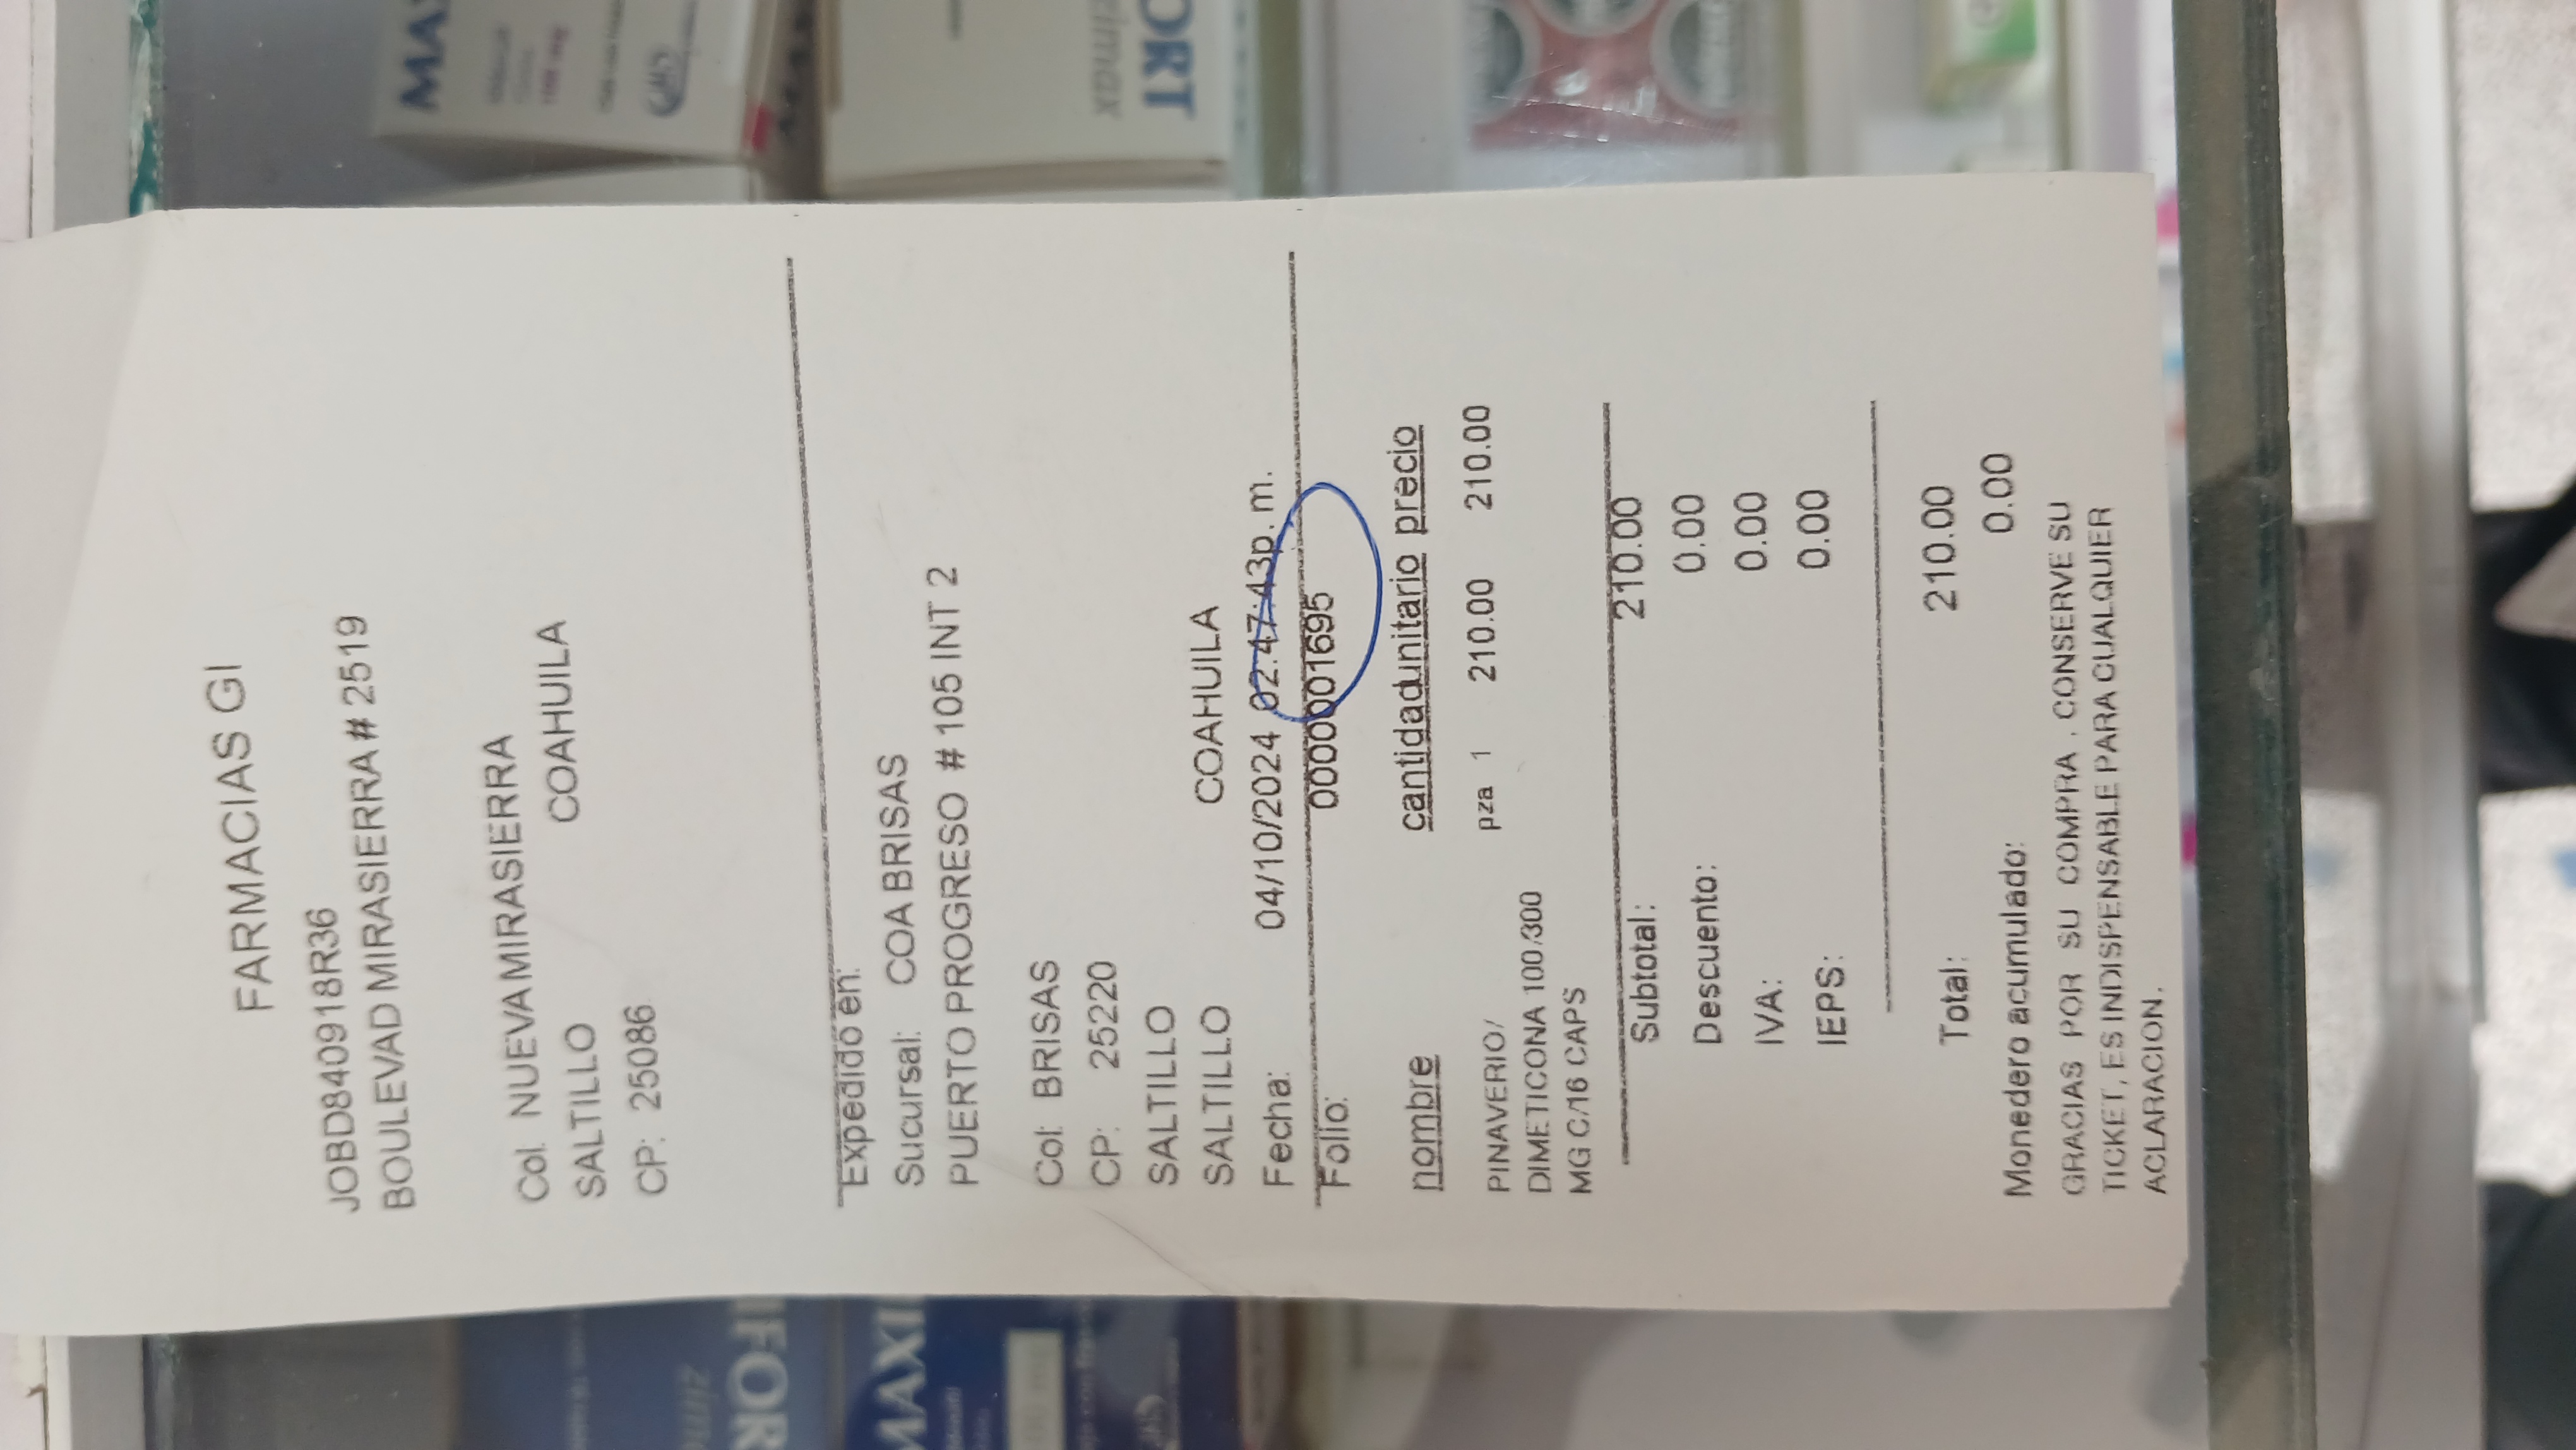 FARMACIAS GI
JOBD840918R36
BOULEVAD MIRASIERRA # 2519
Col: NUEVA MIRASIERRA
SALTILLO COAHUILA
CP: 25086
Expedido en:
Sucursal: COA BRISAS
PUERTO PROGRESO # 105 INT 2
Col: BRISAS
CP: 25220
SALTILLO
SALTILLO COAHUILA
Fecha: 04/10/2024 02:47:43p. m.
Folio: 0000001695
nombre cantidadunitario precio
PINAVERIO/ pza 1 210.00 210.00
DIMETICONA 100/300
MG C/16 CAPS
Subtotal: 210.00
Descuento: 0.00
IVA: 0.00
IEPS: 0.00
Total: 210.00
Monedero acumulado: 0.00
GRACIAS POR SU COMPRA , CONSERVE SU
TICKET, ES INDISPENSABLE PARA CUALQUIER
ACLARACION.